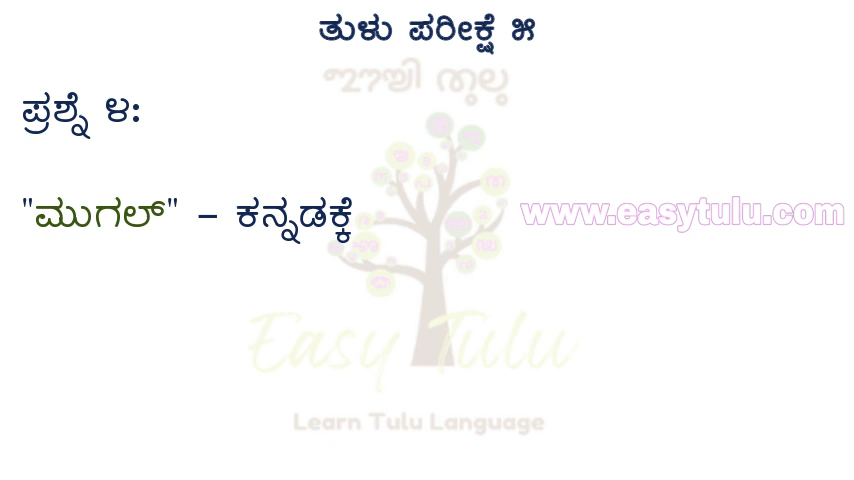 ತುಳು ಪರೀಕ್ಷೆ ೫
ಪ್ರಶ್ನೆ ೪:
"ಮುಗಲ್" – ಕನ್ನಡಕ್ಕೆ
www.easytulu.com
Easy Tulu
Learn Tulu Language